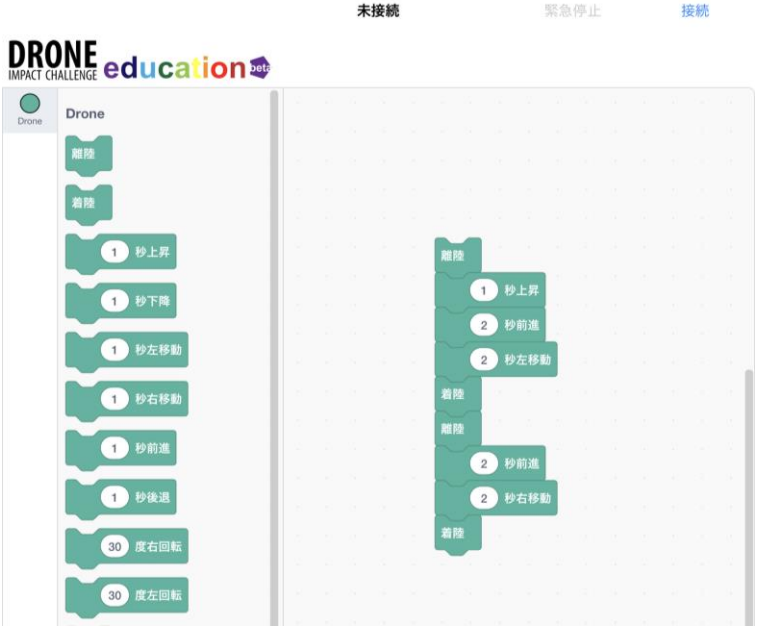 未接続
緊急停止
接続
DRONE
IMPACT CHALLENGE
education
beta
Drone
Drone
離陸
着陸
1 秒上昇
1 秒下降
1 秒左移動
1 秒右移動
1 秒前進
1 秒後退
30 度右回転
30 度左回転
離陸
1 秒上昇
2 秒前進
2 秒左移動
着陸
離陸
2 秒前進
2 秒右移動
着陸